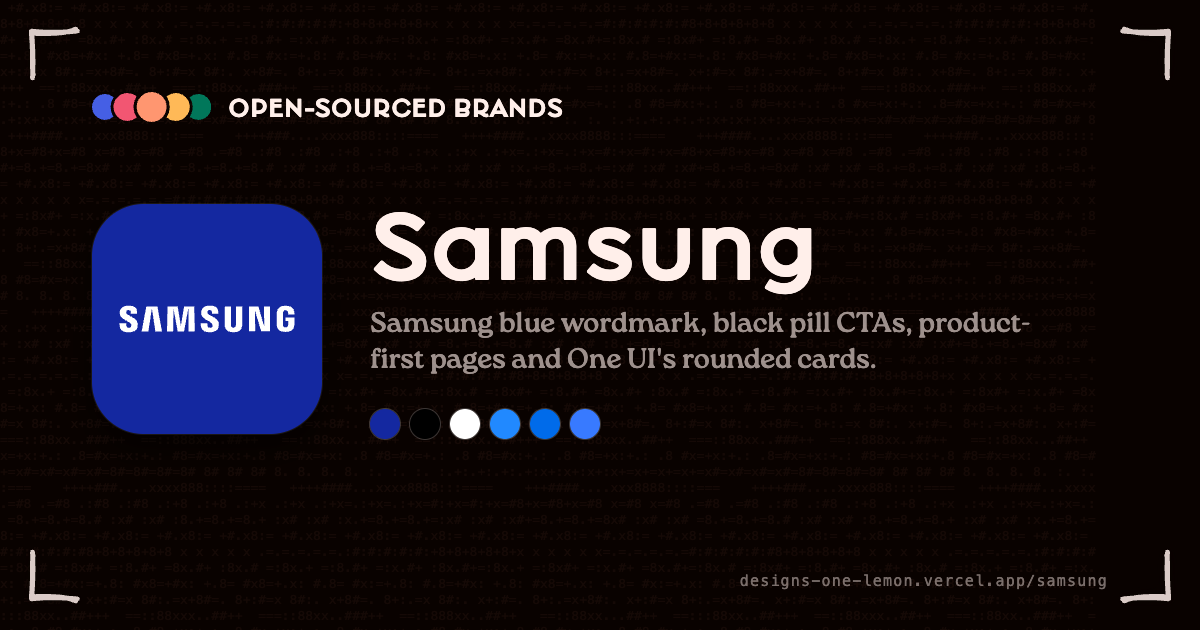 OPEN-SOURCED BRANDS
SAMSUNG
Samsung
Samsung blue wordmark, black pill CTAs, product-
first pages and One UI's rounded cards.
designs-one-lemon.vercel.app/samsung